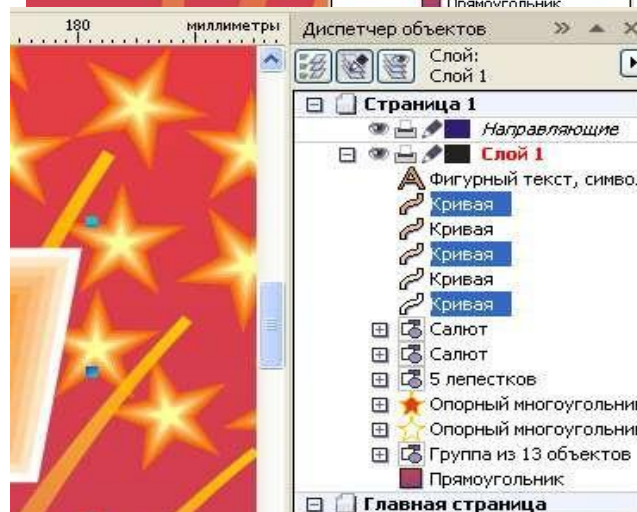 Прямоугольник
180 миллиметры
Диспетчер объектов
Слой:
Слой 1
Страница 1
Направляющие
Слой 1
Фигурный текст, симво
Кривая
Кривая
Кривая
Кривая
Кривая
Салют
Салют
5 лепестков
Опорный многоугольни
Опорный многоугольни
Группа из 13 объектов
Прямоугольник
Главная страница